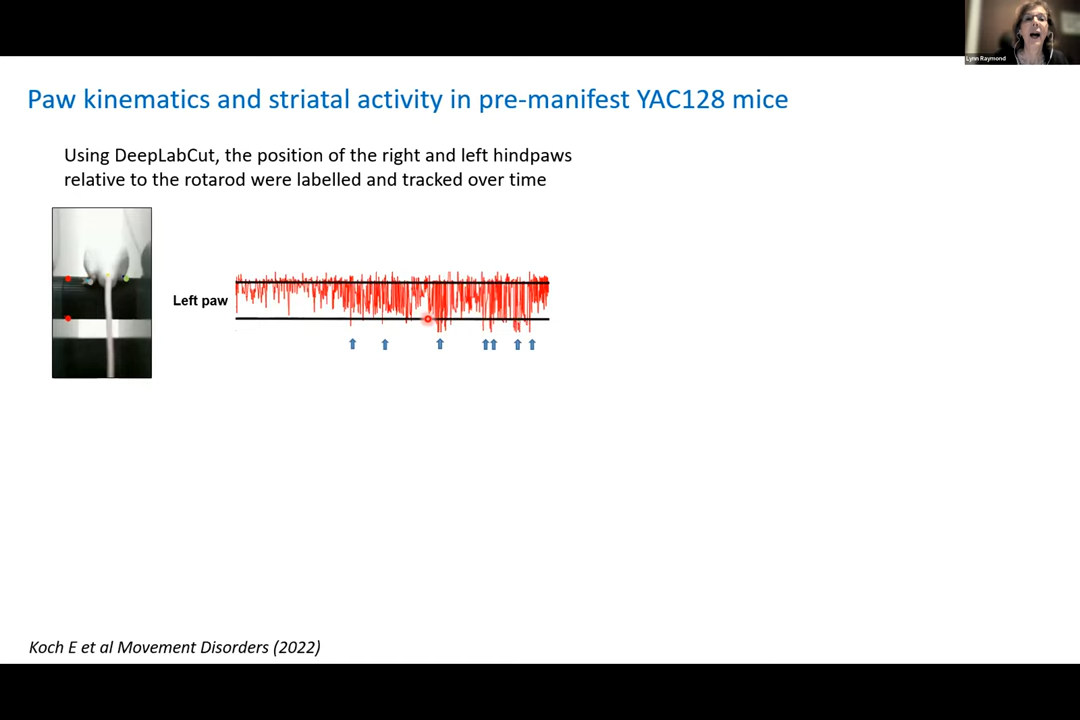 Lynn Raymond
Paw kinematics and striatal activity in pre-manifest YAC128 mice
Using DeepLabCut, the position of the right and left hindpaws
relative to the rotarod were labelled and tracked over time
Left paw
Koch E et al Movement Disorders (2022)